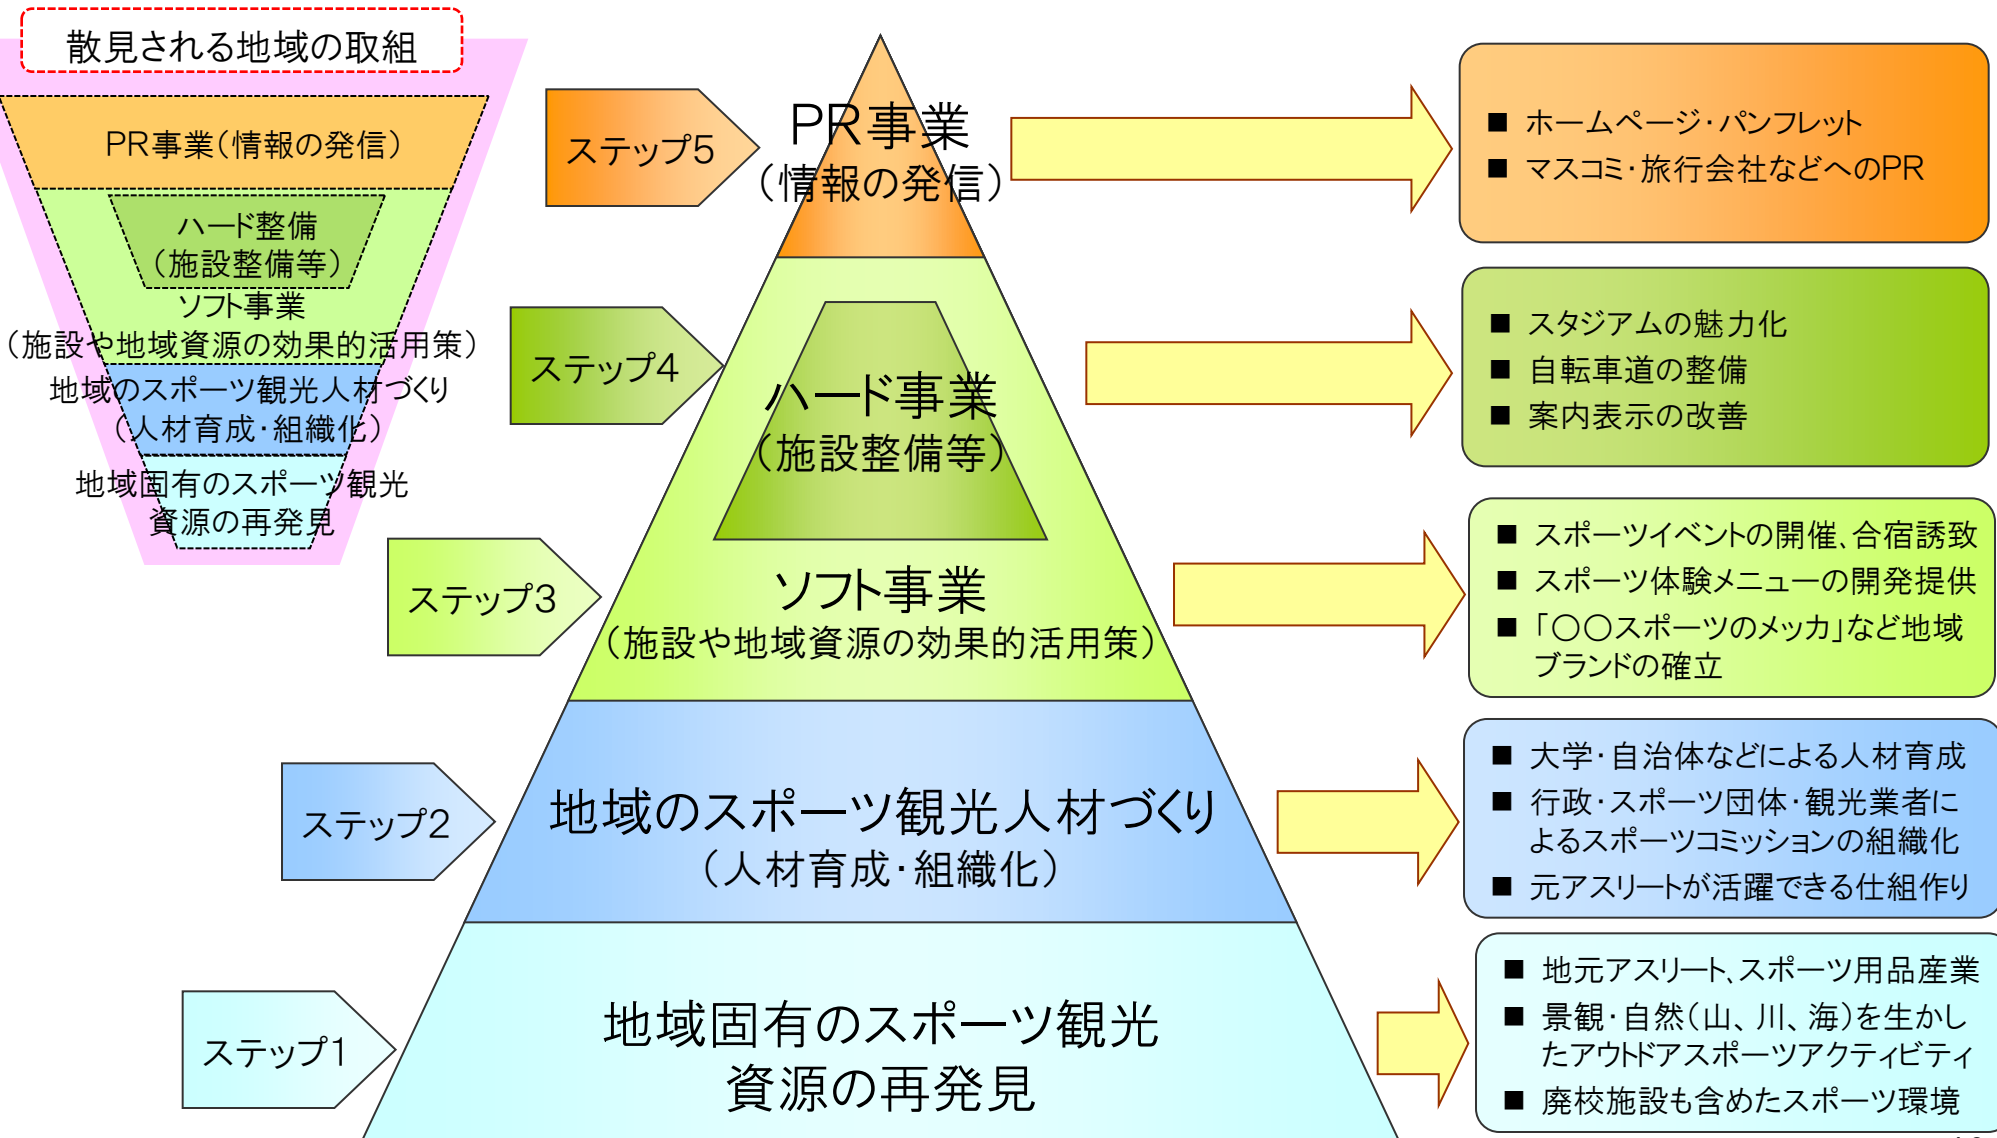 散見される地域の取組
PR事業(情報の発信)
ハード整備
(施設整備等)
ソフト事業
(施設や地域資源の効果的活用策)
地域のスポーツ観光人材づくり
(人材育成・組織化)
地域固有のスポーツ観光
資源の再発見
ステップ5
PR事業
(情報の発信)
■ ホームページ・パンフレット
■ マスコミ・旅行会社などへのPR
ステップ4
ハード事業
(施設整備等)
■ スタジアムの魅力化
■ 自転車道の整備
■ 案内表示の改善
ステップ3
ソフト事業
(施設や地域資源の効果的活用策)
■ スポーツイベントの開催、合宿誘致
■ スポーツ体験メニューの開発提供
■ 「○○スポーツのメッカ」など地域
ブランドの確立
ステップ2
地域のスポーツ観光人材づくり
(人材育成・組織化)
■ 大学・自治体などによる人材育成
■ 行政・スポーツ団体・観光業者に
よるスポーツコミッションの組織化
■ 元アスリートが活躍できる仕組作り
ステップ1
地域固有のスポーツ観光
資源の再発見
■ 地元アスリート、スポーツ用品産業
■ 景観・自然(山、川、海)を生かし
たアウトドアスポーツアクティビティ
■ 廃校施設も含めたスポーツ環境